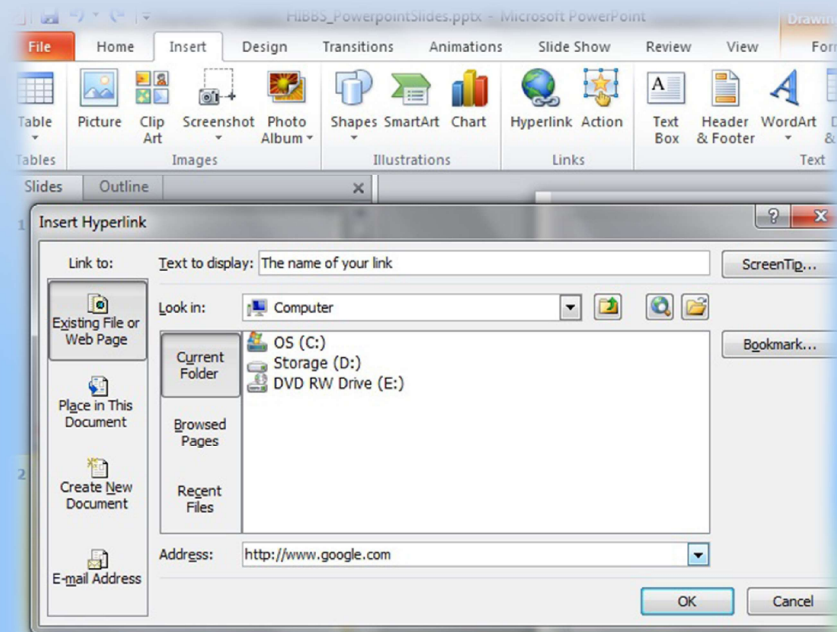 HIBBS_PowerpointSlides.pptx - Microsoft PowerPoint
File Home Insert Design Transitions Animations Slide Show Review View
Table Picture Clip Art Screenshot Photo Album Shapes SmartArt Chart Hyperlink Action Text Box Header & Footer WordArt
Tables Images Illustrations Links Text
Slides Outline
1 Insert Hyperlink
Link to: Text to display: The name of your link ScreenTip...
Existing File or Web Page
Look in: Computer
Bookmark...
Current Folder
OS (C:)
Storage (D:)
DVD RW Drive (E:)
Place in This Document
Browsed Pages
2
Create New Document
Recent Files
Address: http://www.google.com
E-mail Address
OK Cancel